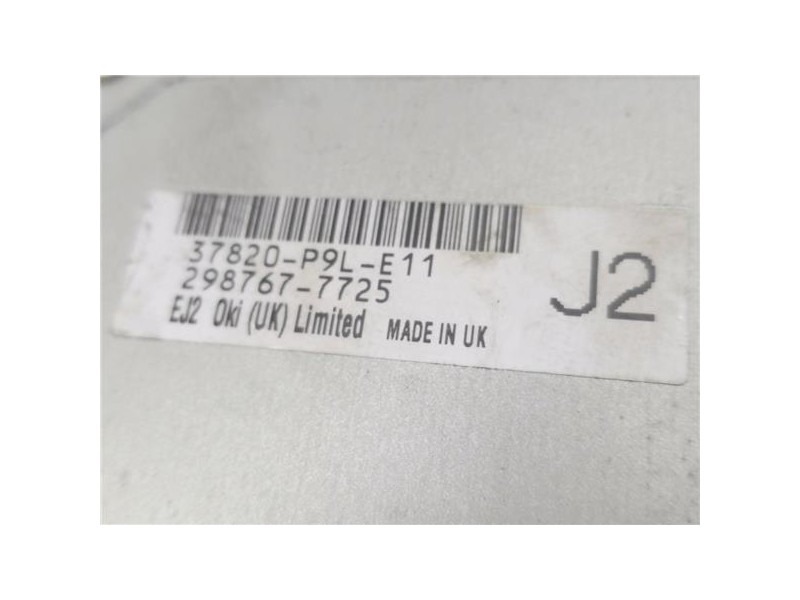 37820-P9L-E11
298767-7725
EJ2 Oki (UK) Limited MADE IN UK
J2